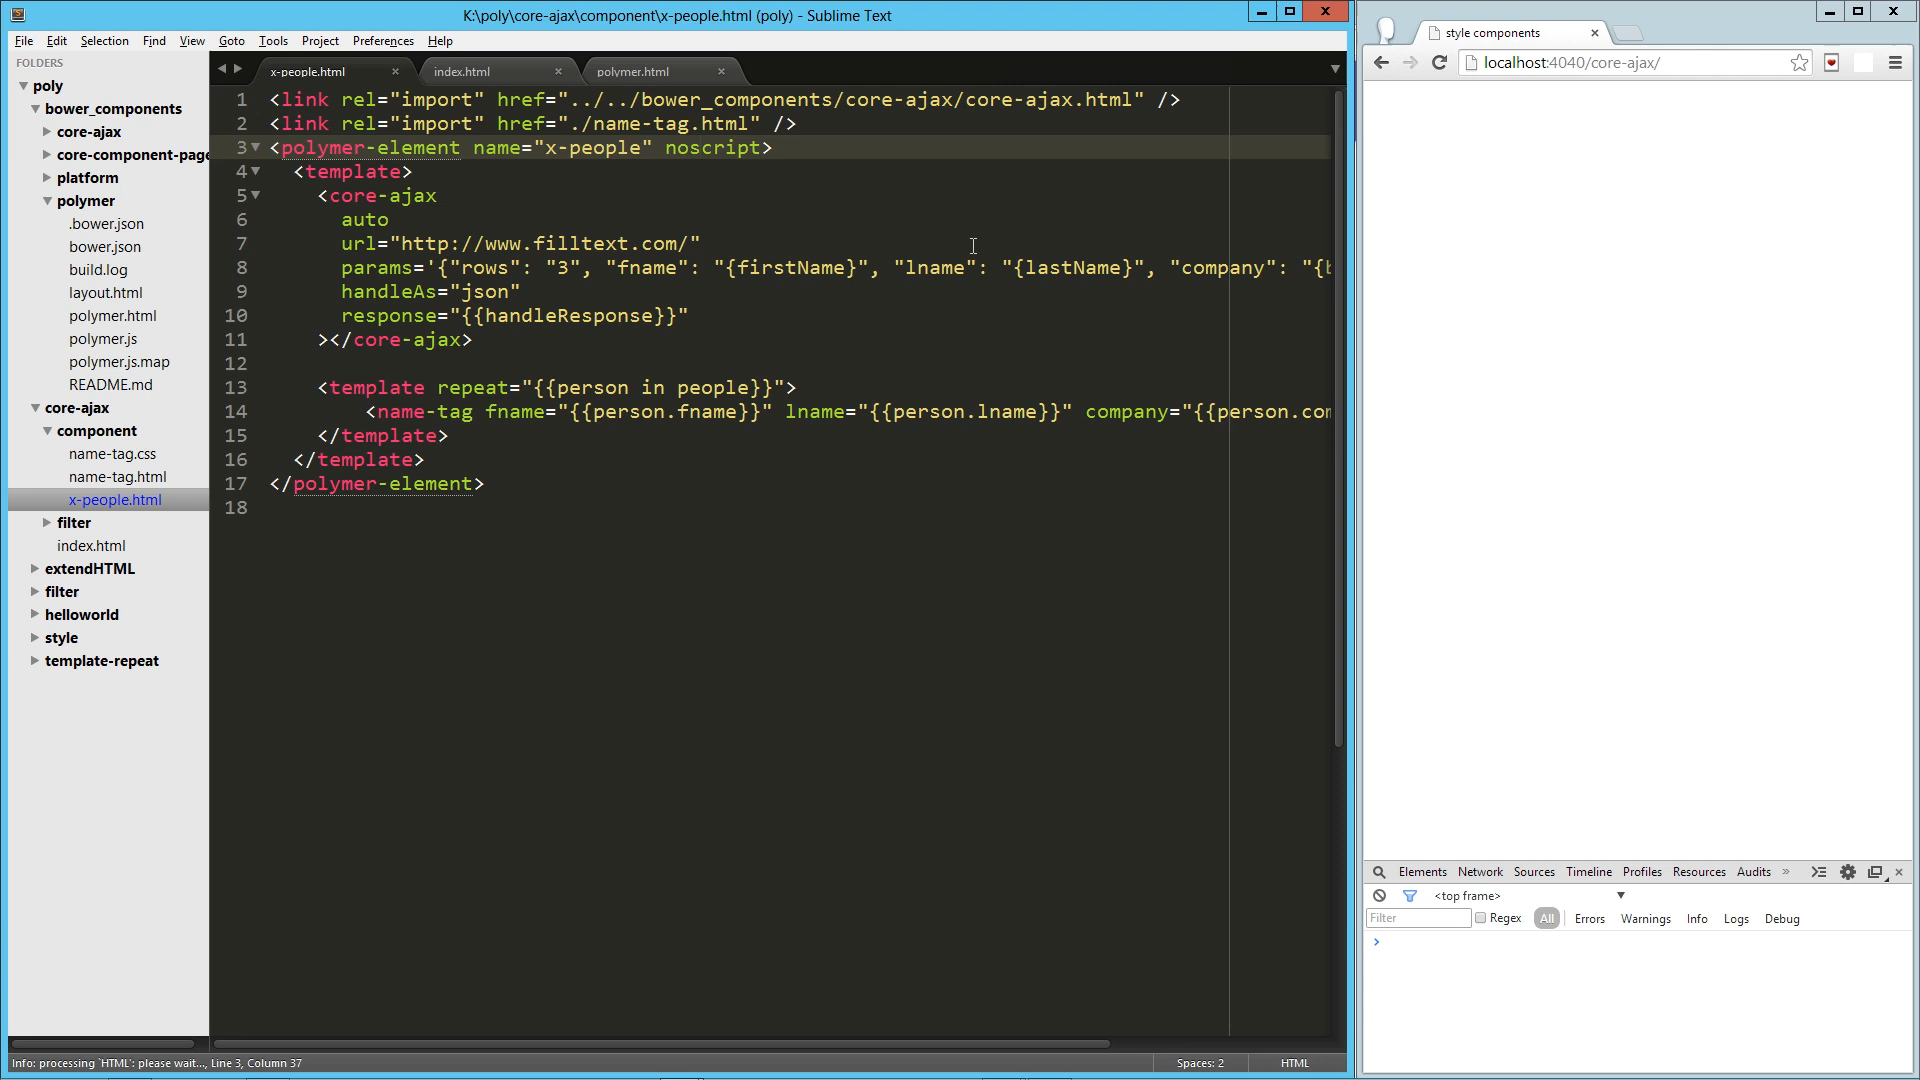 K:\poly\core-ajax\component\x-people.html (poly) - Sublime Text
File Edit Selection Find View Goto Tools Project Preferences Help
FOLDERS
poly
bower_components
core-ajax
core-component-page
platform
polymer
.bower.json
bower.json
build.log
layout.html
polymer.html
polymer.js
polymer.js.map
README.md
core-ajax
component
name-tag.css
name-tag.html
x-people.html
filter
index.html
extendHTML
filter
helloworld
style
template-repeat
x-people.html × index.html × polymer.html ×
1 <link rel="import" href="../../bower_components/core-ajax/core-ajax.html" />
2 <link rel="import" href="./name-tag.html" />
3 <polymer-element name="x-people" noscript>
4 <template>
5 <core-ajax
6 auto
7 url="http://www.filltext.com/"
8 params='{"rows": "3", "fname": "{firstName}", "lname": "{lastName}", "company": "{b
9 handleAs="json"
10 response="{{handleResponse}}"
11 ></core-ajax>
12
13 <template repeat="{{person in people}}">
14 <name-tag fname="{{person.fname}}" lname="{{person.lname}}" company="{{person.com
15 </template>
16 </template>
17 </polymer-element>
18
Info: processing `HTML': please wait..., Line 3, Column 37
Spaces: 2 HTML
style components ×
localhost:4040/core-ajax/
Elements Network Sources Timeline Profiles Resources Audits »
<top frame>
Filter Regex All Errors Warnings Info Logs Debug
>